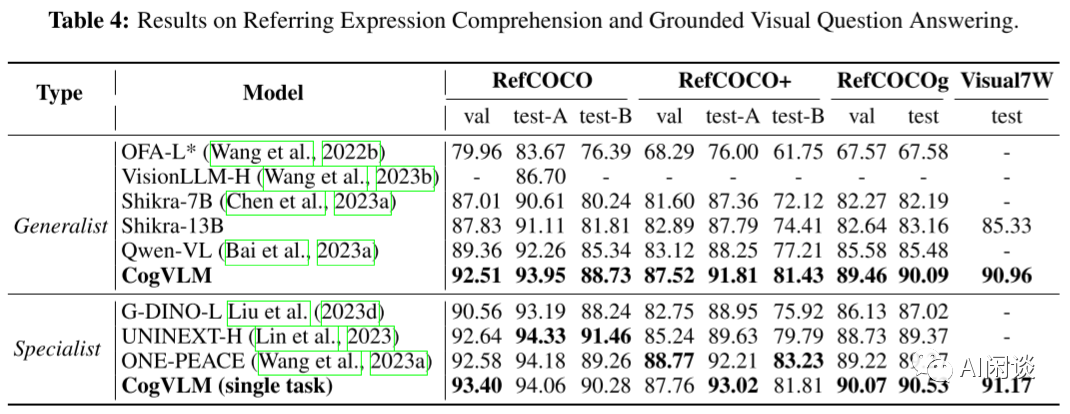 Table 4: Results on Referring Expression Comprehension and Grounded Visual Question Answering.
Type Model RefCOCO RefCOCO+ RefCOCOg Visual7W
val test-A test-B val test-A test-B val test test
Generalist
OFA-L* (Wang et al., 2022b) 79.96 83.67 76.39 68.29 76.00 61.75 67.57 67.58 -
VisionLLM-H (Wang et al., 2023b) - 86.70 - - - - - - -
Shikra-7B (Chen et al., 2023a) 87.01 90.61 80.24 81.60 87.36 72.12 82.27 82.19 -
Shikra-13B 87.83 91.11 81.81 82.89 87.79 74.41 82.64 83.16 85.33
Qwen-VL (Bai et al., 2023a) 89.36 92.26 85.34 83.12 88.25 77.21 85.58 85.48 -
CogVLM 92.51 93.95 88.73 87.52 91.81 81.43 89.46 90.09 90.96
Specialist
G-DINO-L Liu et al. (2023d) 90.56 93.19 88.24 82.75 88.95 75.92 86.13 87.02 -
UNINEXT-H (Lin et al., 2023) 92.64 94.33 91.46 85.24 89.63 79.79 88.73 89.37 -
ONE-PEACE (Wang et al., 2023a) 92.58 94.18 89.26 88.77 92.21 83.23 89.22 -
CogVLM (single task) 93.40 94.06 90.28 87.76 93.02 81.81 90.07 90.53 91.17
AI闲谈